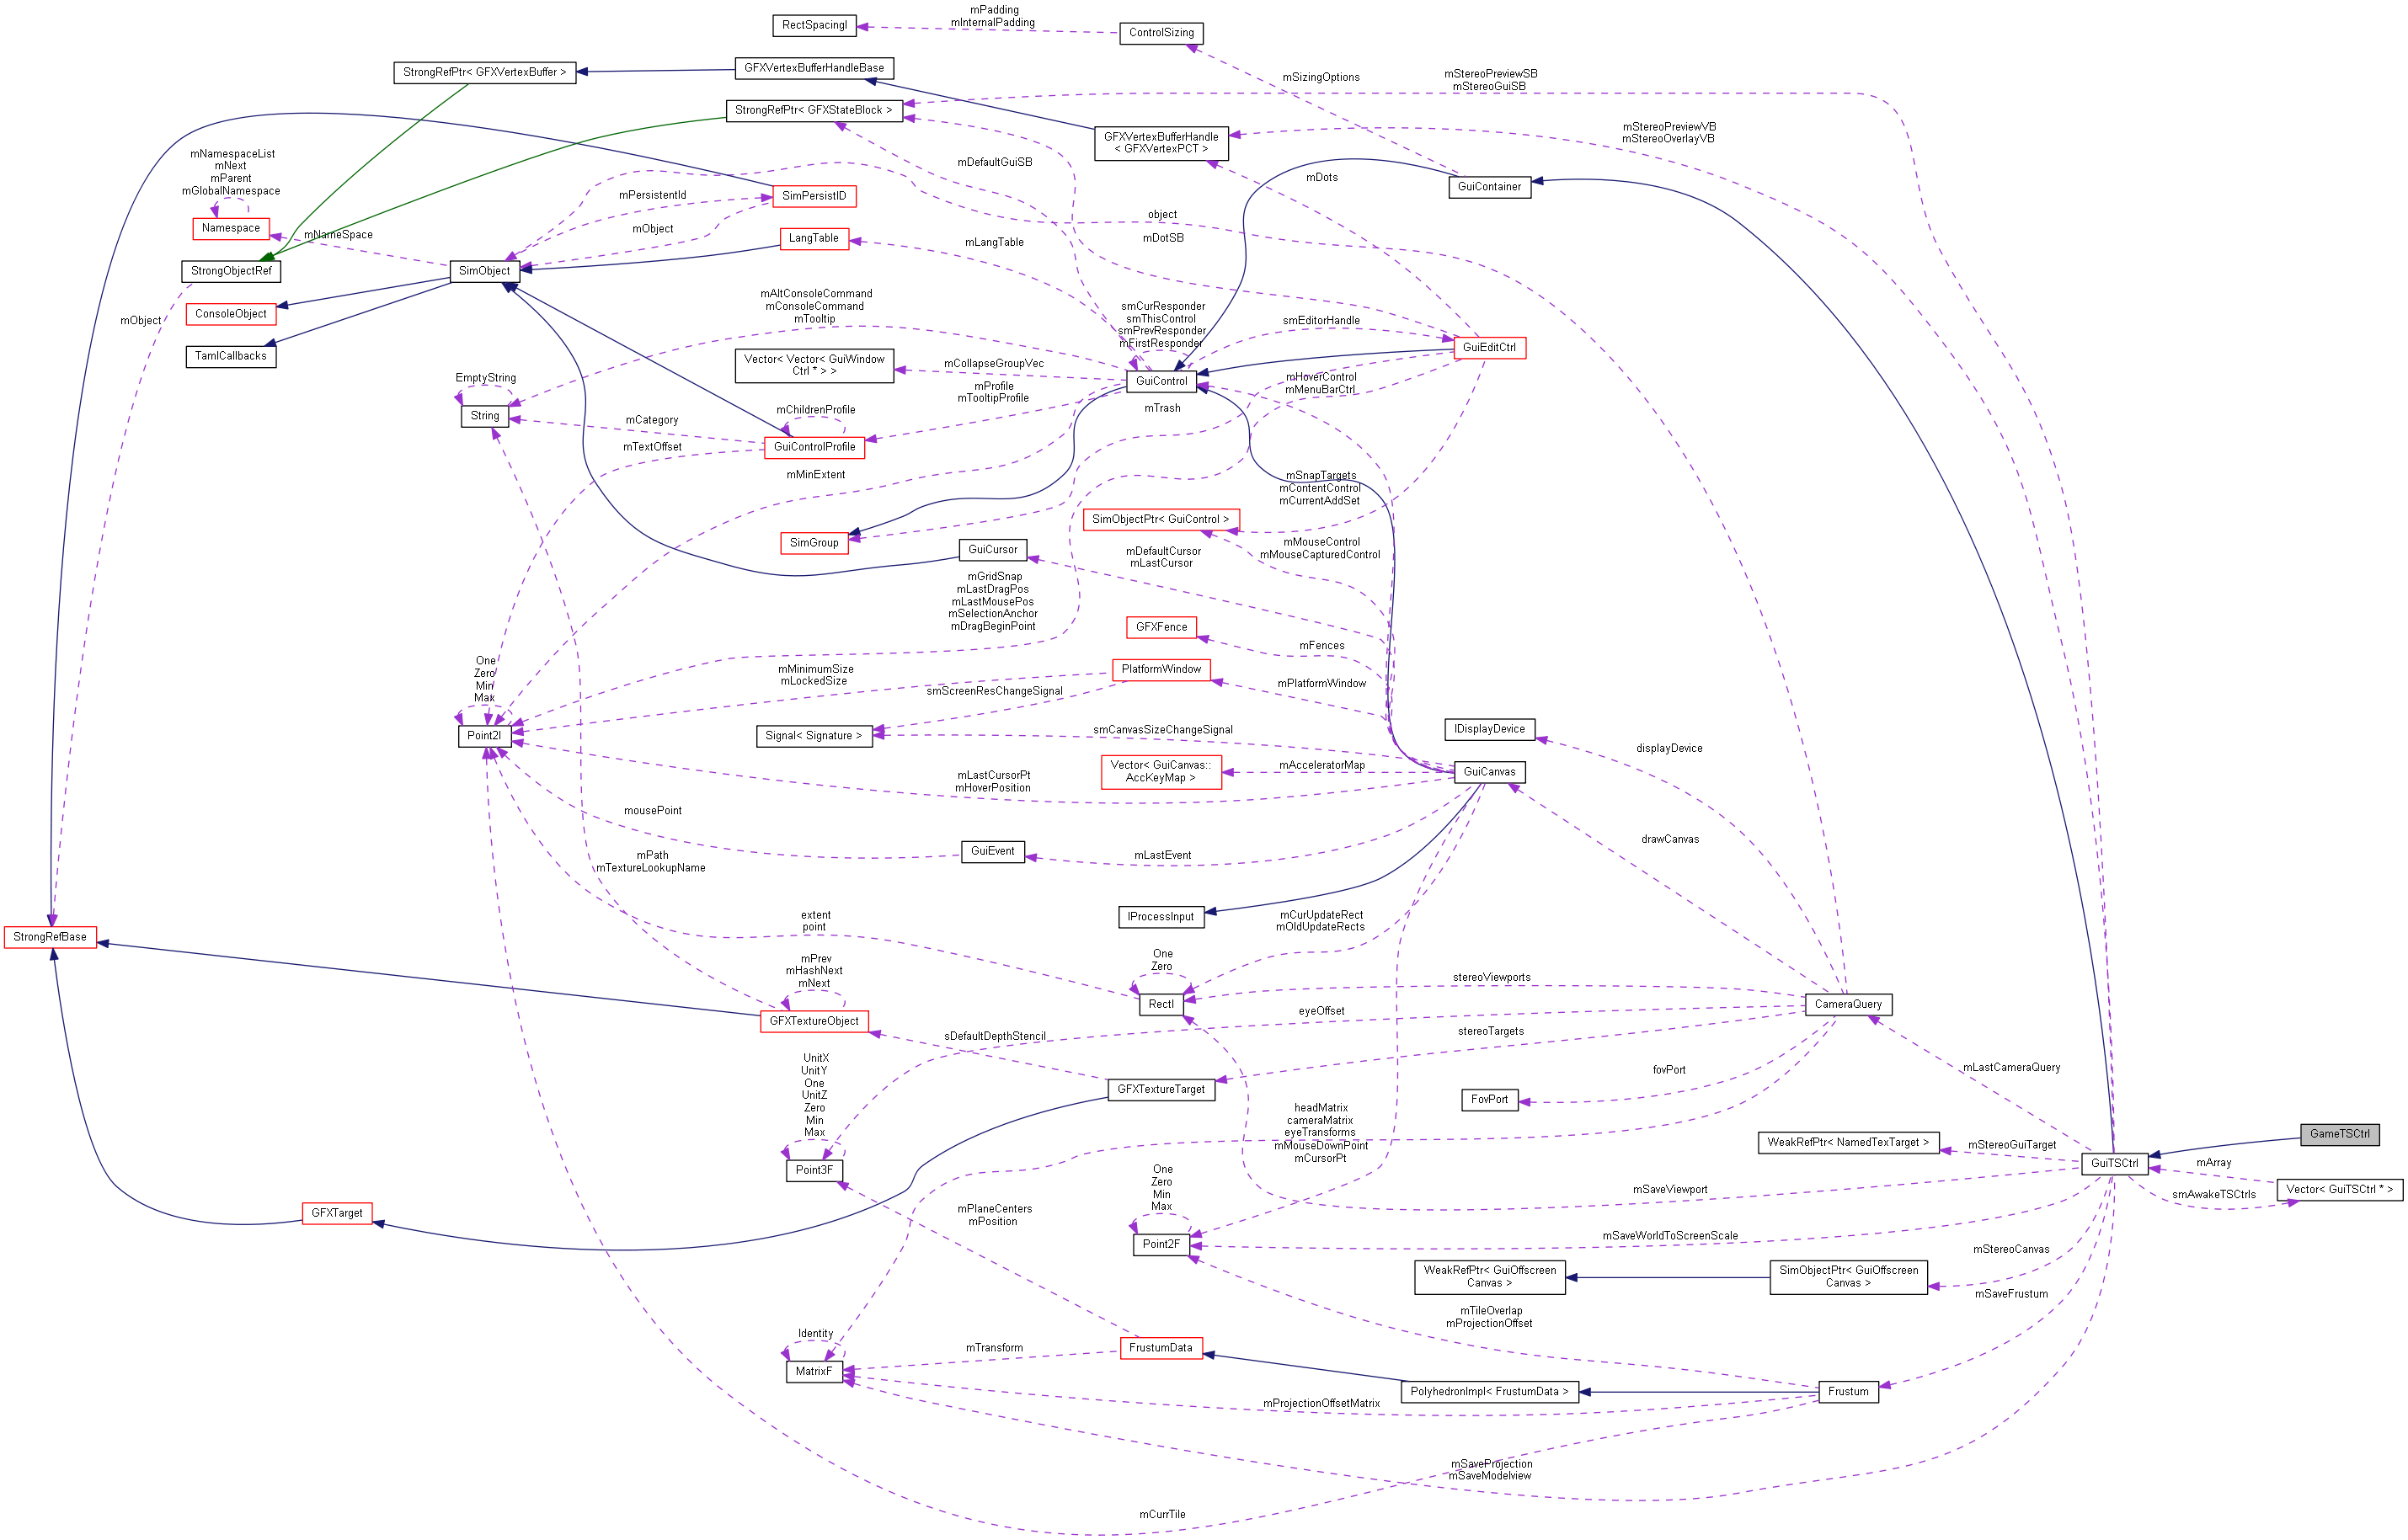 mPadding
mInternalPadding
RectSpacingI
ControlSizing
StrongRefPtr< GFXVertexBuffer >
GFXVertexBufferHandleBase
mSizingOptions
mStereoPreviewSB
mStereoGuiSB
StrongRefPtr< GFXStateBlock >
GFXVertexBufferHandle
< GFXVertexPCT >
mStereoPreviewVB
mStereoOverlayVB
mNamespaceList
mNext
mParent
mGlobalNamespace
mDefaultGuiSB
mDots
GuiContainer
mPersistentId
SimPersistID
Namespace
mNameSpace
mObject
LangTable
mLangTable
object
mDotSB
StrongObjectRef
SimObject
ConsoleObject
mAltConsoleCommand
mConsoleCommand
mTooltip
smCurResponder
smThisControl
smPrevResponder
mFirstResponder
smEditorHandle
mObject
TamlCallbacks
Vector< Vector< GuiWindow
Ctrl * > >
mCollapseGroupVec
GuiControl
GuiEditCtrl
EmptyString
String
mCategory
mChildrenProfile
mProfile
mTooltipProfile
mHoverControl
mMenuBarCtrl
mTrash
mTextOffset
GuiControlProfile
mMinExtent
mSnapTargets
mContentControl
mCurrentAddSet
SimObjectPtr< GuiControl >
SimGroup
GuiCursor
mDefaultCursor
mLastCursor
mMouseControl
mMouseCapturedControl
mGridSnap
mLastDragPos
mLastMousePos
mSelectionAnchor
mDragBeginPoint
GFXFence
mFences
One
Zero
Min
Max
mMinimumSize
mLockedSize
PlatformWindow
mPlatformWindow
smScreenResChangeSignal
Point2I
Signal< Signature >
smCanvasSizeChangeSignal
IDisplayDevice
displayDevice
mLastCursorPt
mHoverPosition
Vector< GuiCanvas::
AccKeyMap >
mAcceleratorMap
GuiCanvas
mousePoint
GuiEvent
mLastEvent
drawCanvas
mPath
mTextureLookupName
extent
point
IProcessInput
mCurUpdateRect
mOldUpdateRects
StrongRefBase
mPrev
mHashNext
mNext
One
Zero
stereoViewports
GFXTextureObject
RectI
eyeOffset
CameraQuery
sDefaultDepthStencil
stereoTargets
UnitX
UnitY
One
UnitZ
Zero
Min
Max
GFXTextureTarget
fovPort
FovPort
mLastCameraQuery
headMatrix
cameraMatrix
eyeTransforms
mMouseDownPoint
mCursorPt
WeakRefPtr< NamedTexTarget >
mStereoGuiTarget
GameTSCtrl
Point3F
GuiTSCtrl
mArray
One
Zero
Min
Max
mSaveViewport
smAwakeTSCtrls
Vector< GuiTSCtrl * >
GFXTarget
mPlaneCenters
mPosition
Point2F
mSaveWorldToScreenScale
mStereoCanvas
WeakRefPtr< GuiOffscreen
Canvas >
SimObjectPtr< GuiOffscreen
Canvas >
mSaveFrustum
mTileOverlap
mProjectionOffset
Identity
mTransform
FrustumData
MatrixF
PolyhedronImpl< FrustumData >
Frustum
mProjectionOffsetMatrix
mSaveProjection
mSaveModelview
mCurrTile